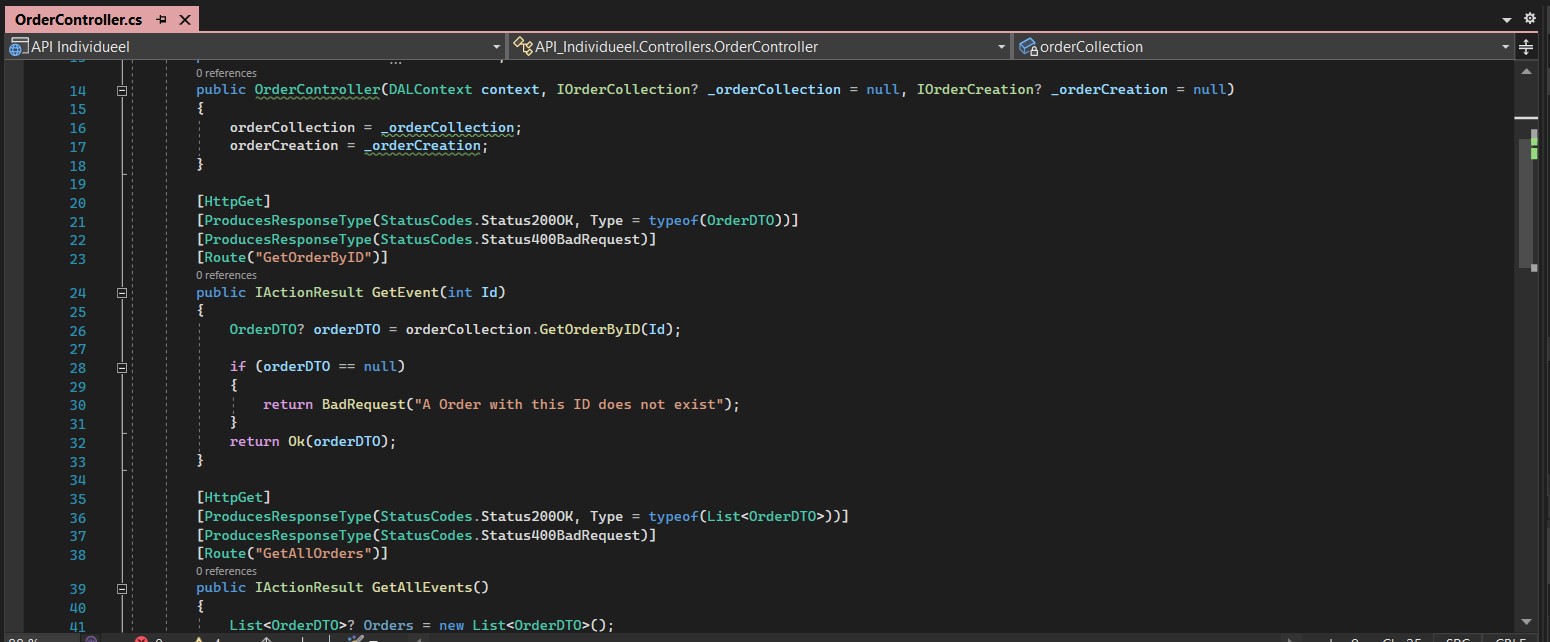 OrderController.cs
API Individueel
API_Individueel.Controllers.OrderController
orderCollection
0 references
14 public OrderController(DALContext context, IOrderCollection? _orderCollection = null, IOrderCreation? _orderCreation = null)
15 {
16 orderCollection = _orderCollection;
17 orderCreation = _orderCreation;
18 }
19
20 [HttpGet]
21 [ProducesResponseType(StatusCodes.Status200OK, Type = typeof(OrderDTO))]
22 [ProducesResponseType(StatusCodes.Status400BadRequest)]
23 [Route("GetOrderByID")]
0 references
24 public IActionResult GetEvent(int Id)
25 {
26 OrderDTO? orderDTO = orderCollection.GetOrderByID(Id);
27
28 if (orderDTO == null)
29 {
30 return BadRequest("A Order with this ID does not exist");
31 }
32 return Ok(orderDTO);
33 }
34
35 [HttpGet]
36 [ProducesResponseType(StatusCodes.Status200OK, Type = typeof(List<OrderDTO>))]
37 [ProducesResponseType(StatusCodes.Status400BadRequest)]
38 [Route("GetAllOrders")]
0 references
39 public IActionResult GetAllEvents()
40 {
41 List<OrderDTO>? Orders = new List<OrderDTO>();